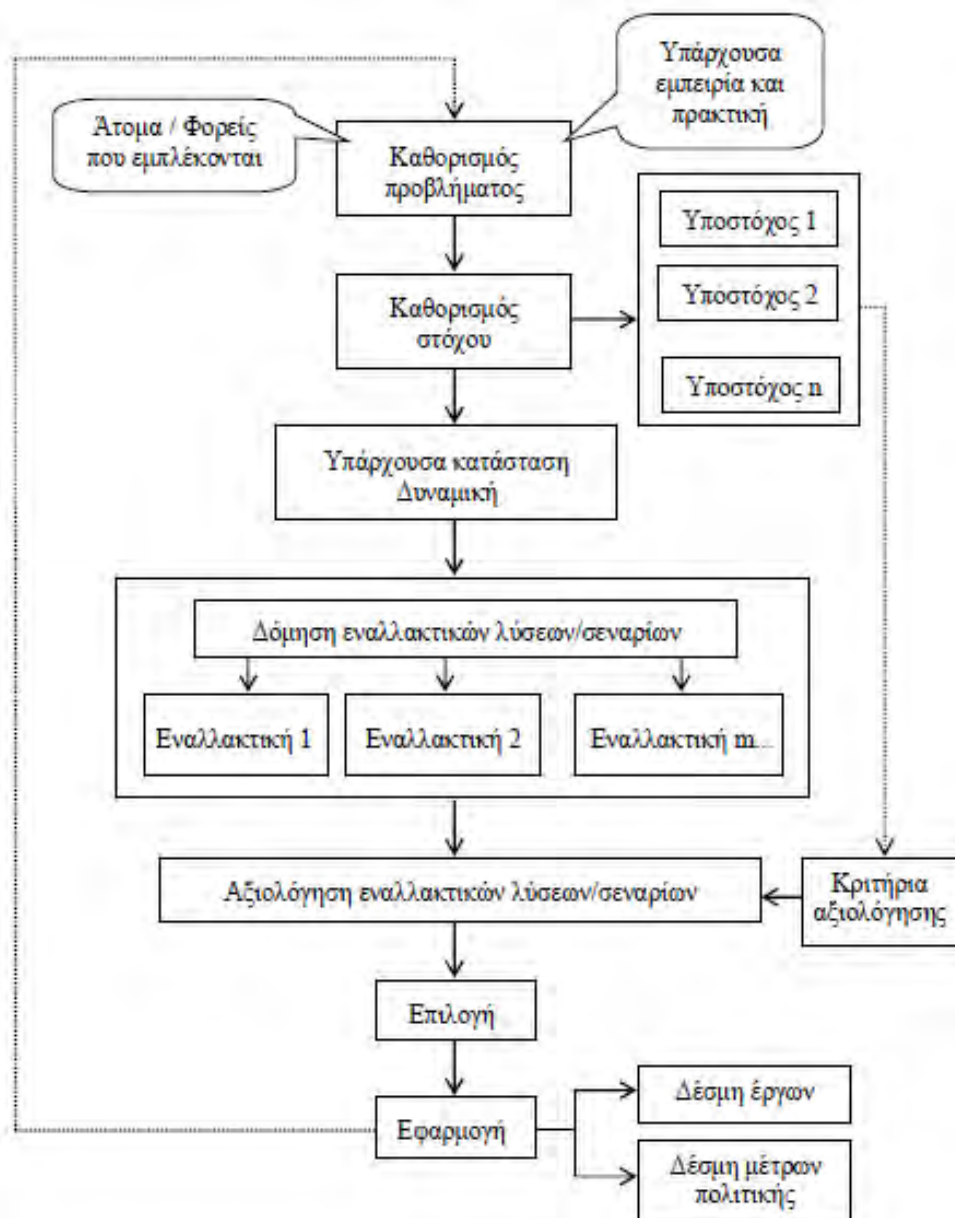 Υπάρχουσα
εμπειρία και
πρακτική
Άτομα / Φορείς
που εμπλέκονται
Καθορισμός
προβλήματος
Υποστόχος 1
Υποστόχος 2
Υποστόχος n
Καθορισμός
στόχου
Υπάρχουσα κατάσταση
Δυναμική
Δόμηση εναλλακτικών λύσεων/σεναρίων
Εναλλακτική 1
Εναλλακτική 2
Εναλλακτική m...
Αξιολόγηση εναλλακτικών λύσεων/σεναρίων
Κριτήρια
αξιολόγησης
Επιλογή
Εφαρμογή
Δέσμη έργων
Δέσμη μέτρων
πολιτικής